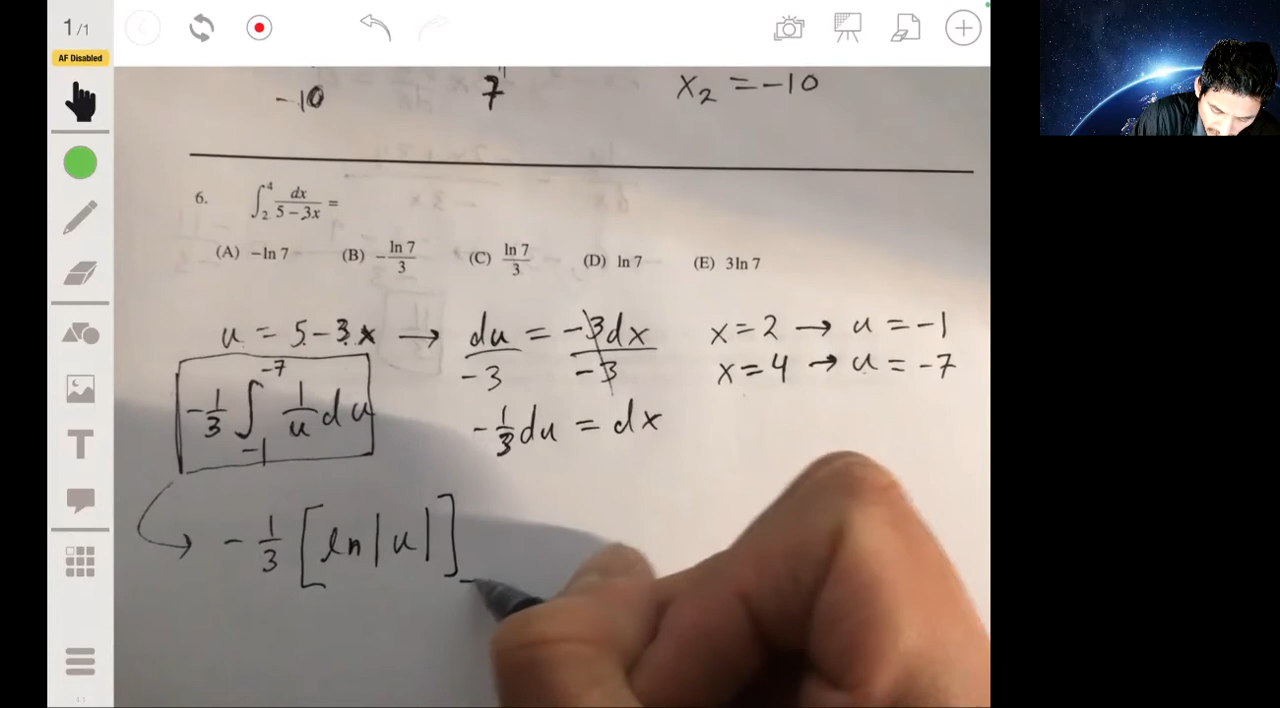 1/1
AF Disabled
T
-10 7 x₂ = -10
6. ∫₂⁴ dx/(5 - 3x) =
(A) -ln 7 (B) -ln 7/3 (C) ln 7/3 (D) ln 7 (E) 3 ln 7
u = 5 - 3x → du/-3 = -3dx/-3 x = 2 → u = -1
x = 4 → u = -7
-1/3 ∫₋₁⁻⁷ 1/u du -1/3 du = dx
→ -1/3 [ln|u|]